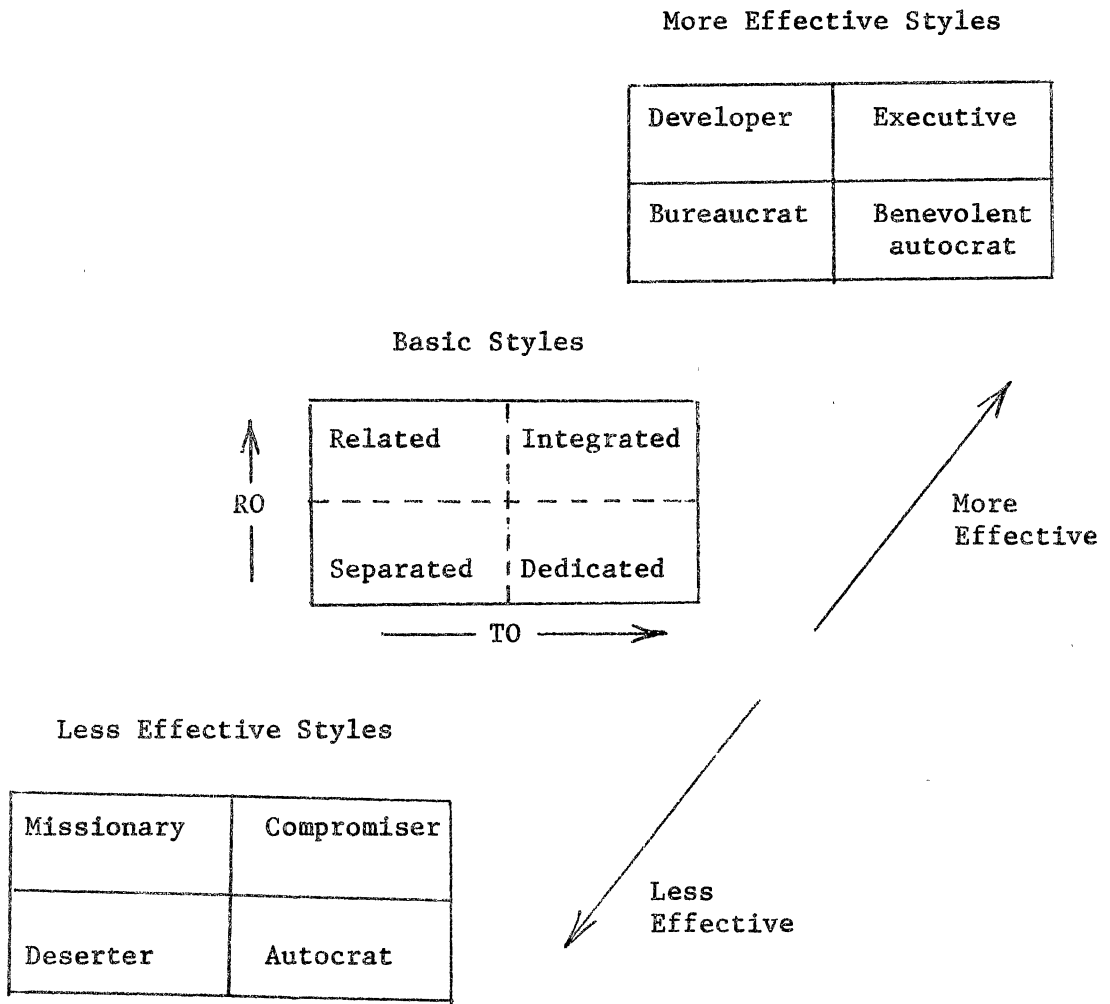 More Effective Styles
Developer Executive
Bureaucrat Benevolent
autocrat
Basic Styles
Related Integrated
RO
Separated Dedicated
TO
More
Effective
Less Effective Styles
Missionary Compromiser
Less
Effective
Deserter Autocrat